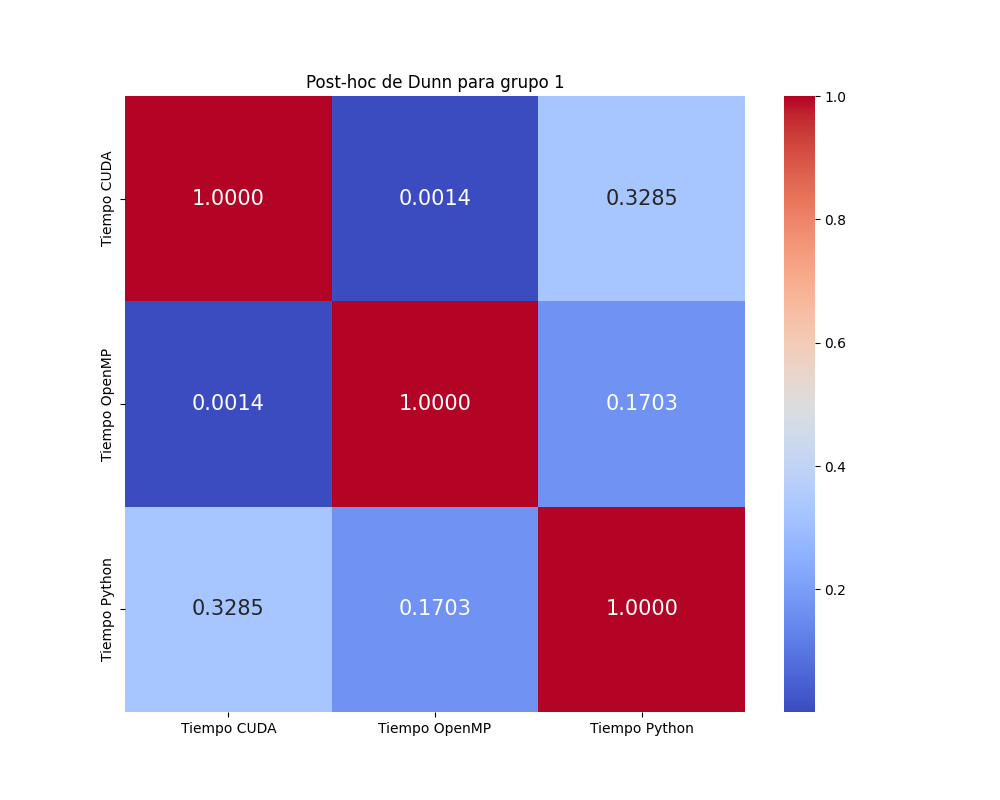 Post-hoc de Dunn para grupo 1
Tiempo CUDA
1.0000 0.0014 0.3285
Tiempo OpenMP
0.0014 1.0000 0.1703
Tiempo Python
0.3285 0.1703 1.0000
Tiempo CUDA Tiempo OpenMP Tiempo Python
1.0
0.8
0.6
0.4
0.2